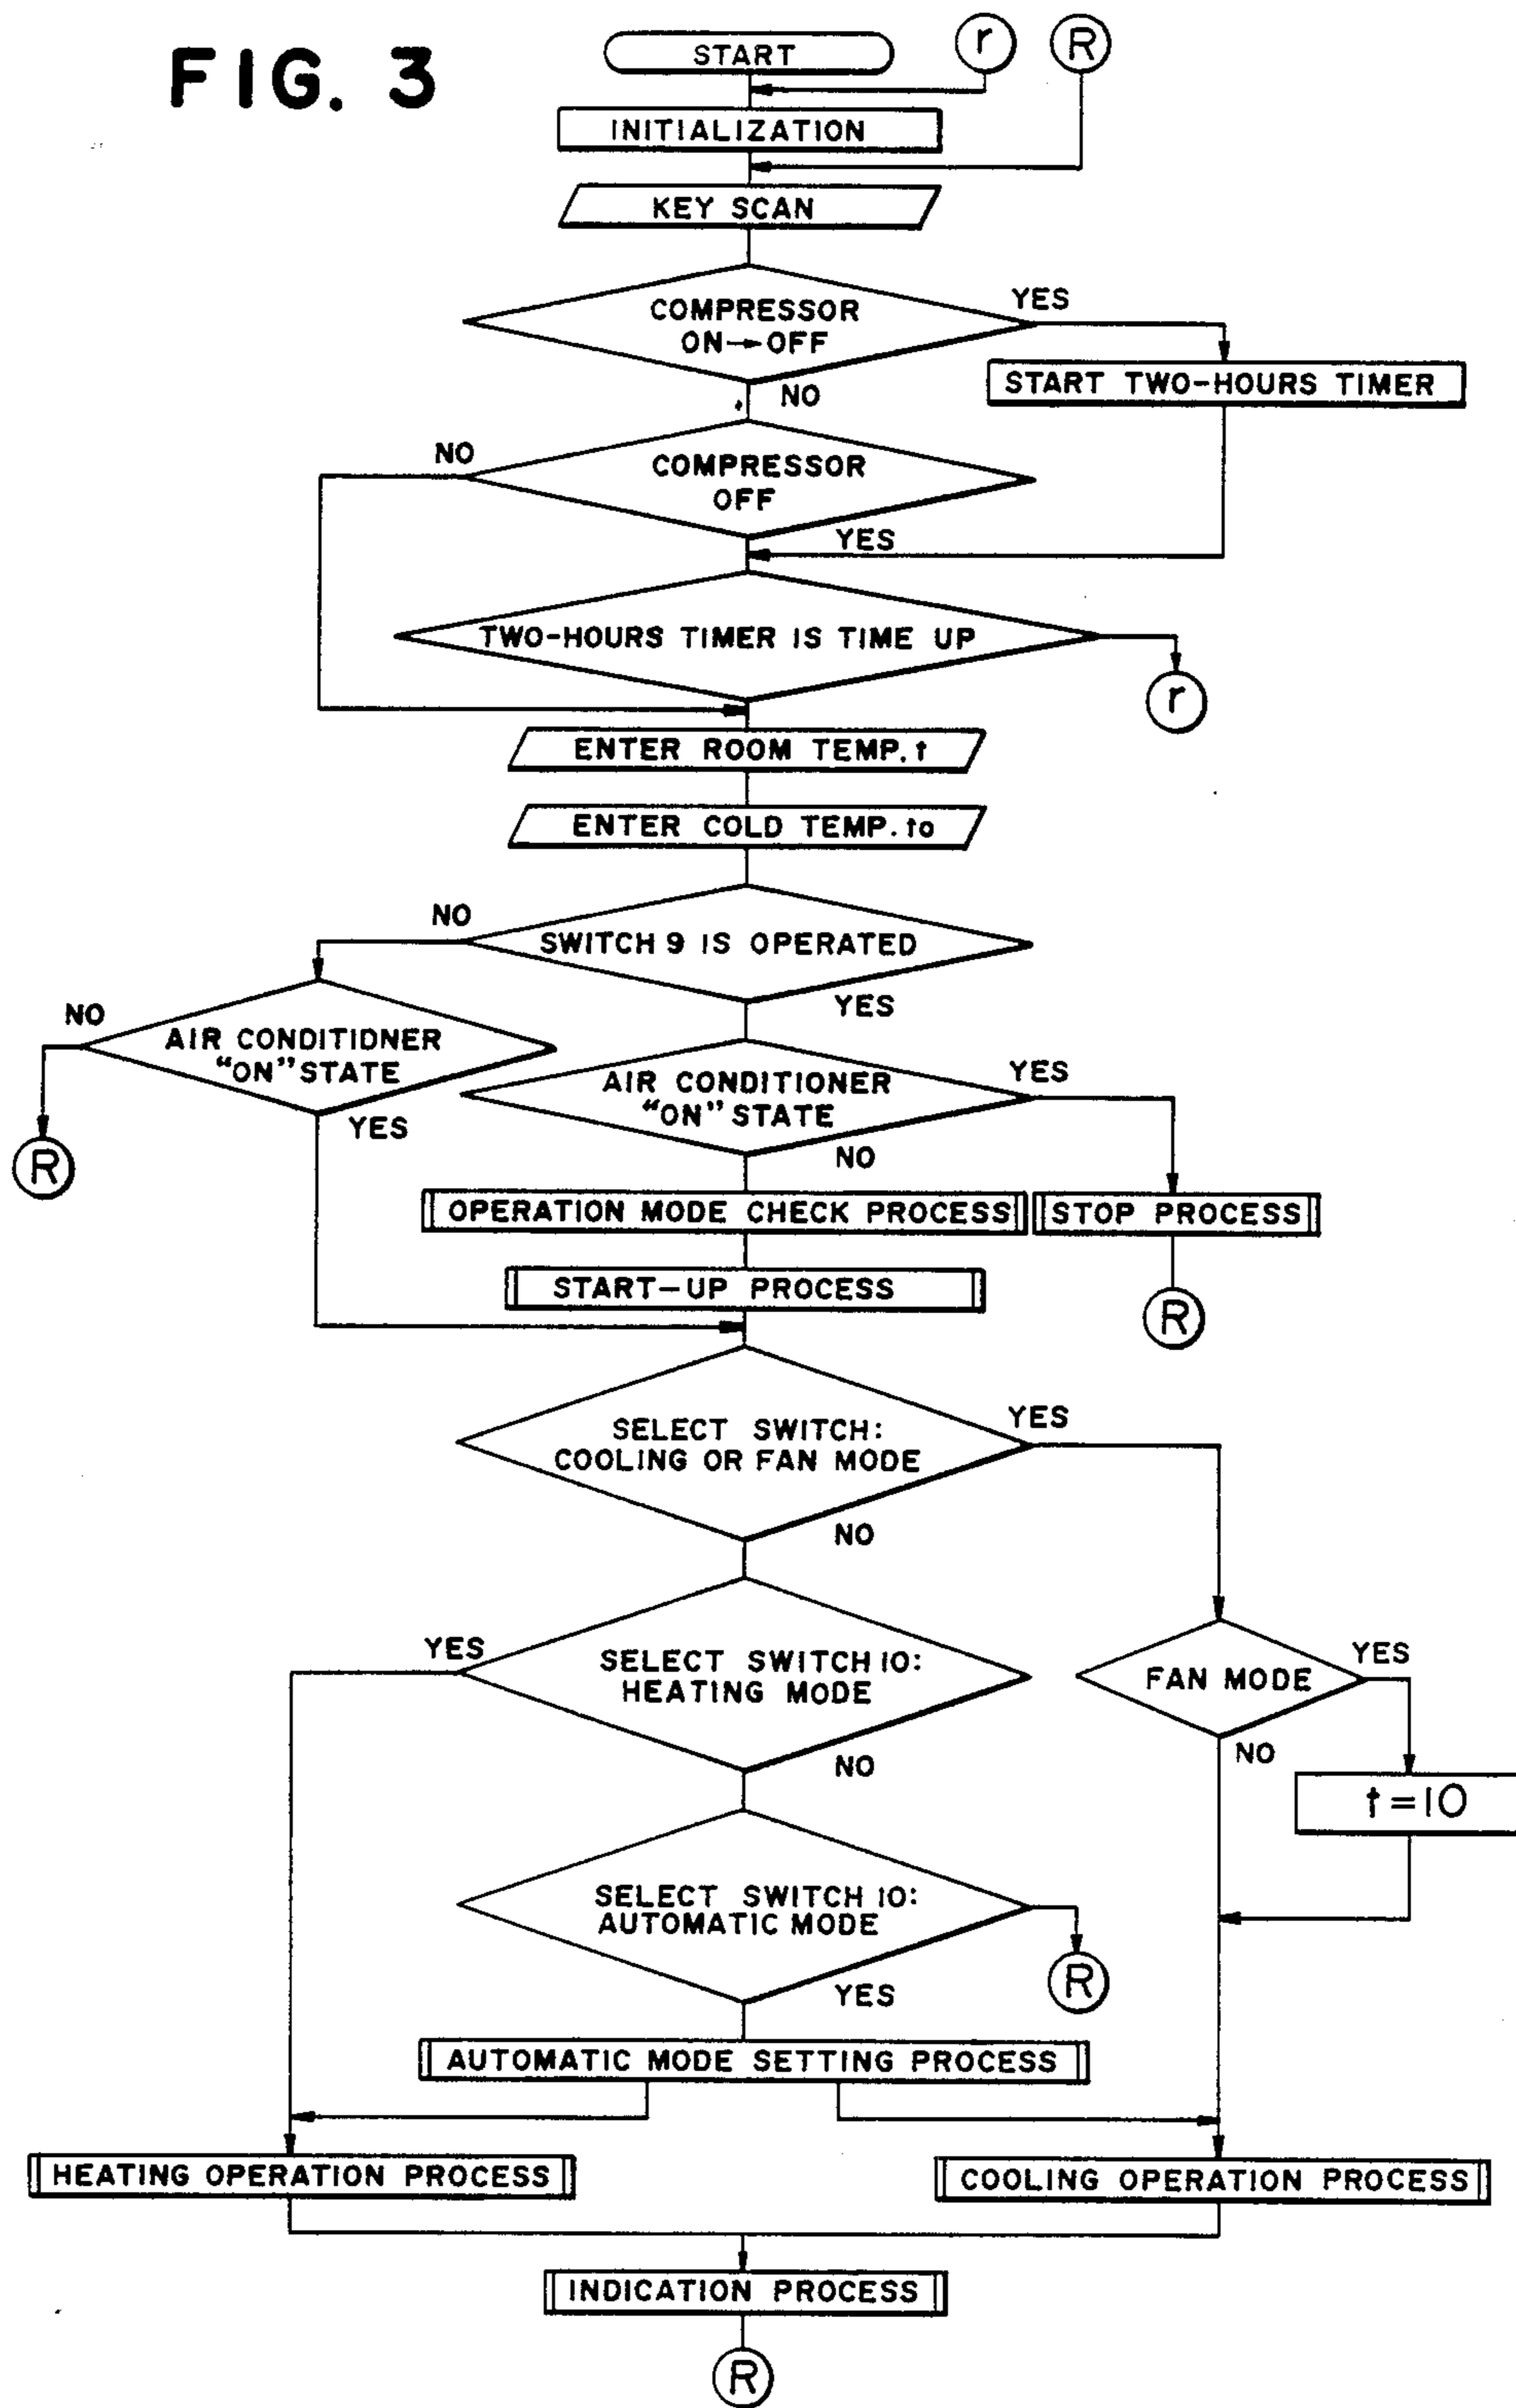 FIG. 3
START
r
R
INITIALIZATION
KEY SCAN
COMPRESSOR
ON→OFF
YES
START TWO-HOURS TIMER
NO
NO
COMPRESSOR
OFF
YES
TWO-HOURS TIMER IS TIME UP
r
ENTER ROOM TEMP. t
ENTER COLD TEMP. to
NO
SWITCH 9 IS OPERATED
YES
NO
AIR CONDITIDNER
"ON" STATE
YES
R
AIR CONDITIONER
"ON" STATE
YES
NO
OPERATION MODE CHECK PROCESS
STOP PROCESS
START-UP PROCESS
R
SELECT SWITCH:
COOLING OR FAN MODE
YES
NO
YES
SELECT SWITCH 10:
HEATING MODE
NO
FAN MODE
YES
NO
t=10
SELECT SWITCH 10:
AUTOMATIC MODE
R
YES
AUTOMATIC MODE SETTING PROCESS
HEATING OPERATION PROCESS
COOLING OPERATION PROCESS
INDICATION PROCESS
R